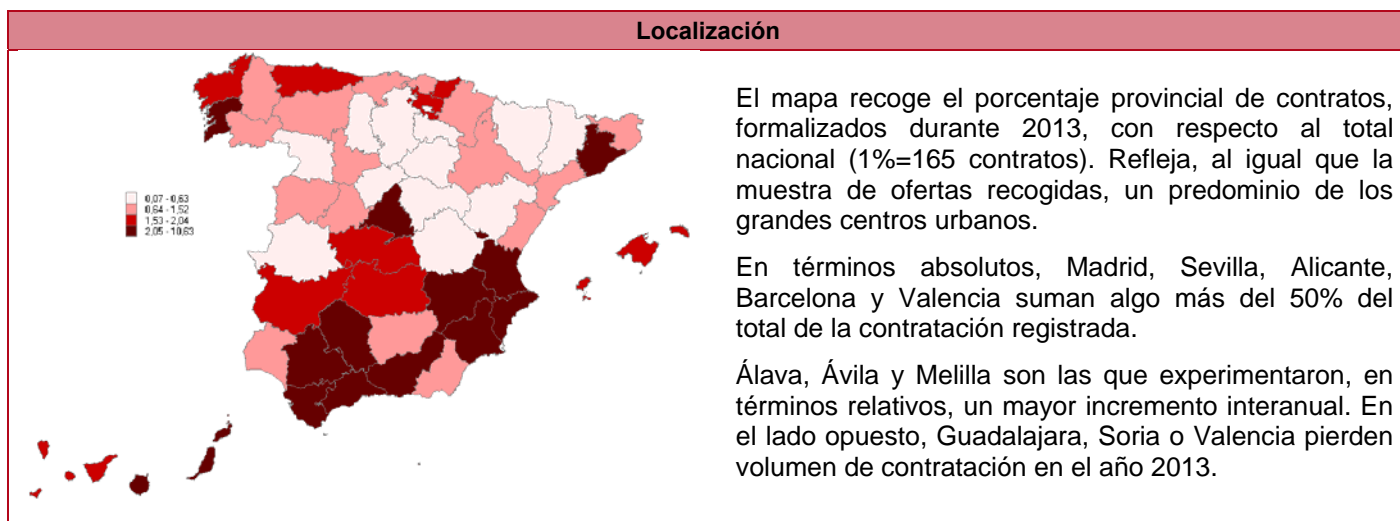 Localización
0,07 - 0,63
0,64 - 1,52
1,53 - 2,04
2,05 - 10,63
El mapa recoge el porcentaje provincial de contratos,
formalizados durante 2013, con respecto al total
nacional (1%=165 contratos). Refleja, al igual que la
muestra de ofertas recogidas, un predominio de los
grandes centros urbanos.
En términos absolutos, Madrid, Sevilla, Alicante,
Barcelona y Valencia suman algo más del 50% del
total de la contratación registrada.
Álava, Ávila y Melilla son las que experimentaron, en
términos relativos, un mayor incremento interanual. En
el lado opuesto, Guadalajara, Soria o Valencia pierden
volumen de contratación en el año 2013.